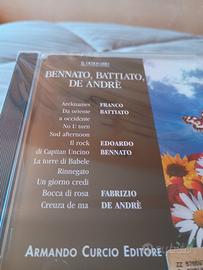 IL DIZIONARIO
BENNATO, BATTIATO,
DE ANDRÈ
Areknames FRANCO
Da oriente BATTIATO
a occidente
No U turn
Sud afternoon
Il rock EDOARDO
di Capitan Uncino BENNATO
La torre di Babele
Rinnegato
Un giorno credi
Bocca di rosa FABRIZIO
Creuza de ma DE ANDRÈ
ARMANDO CURCIO EDITORE